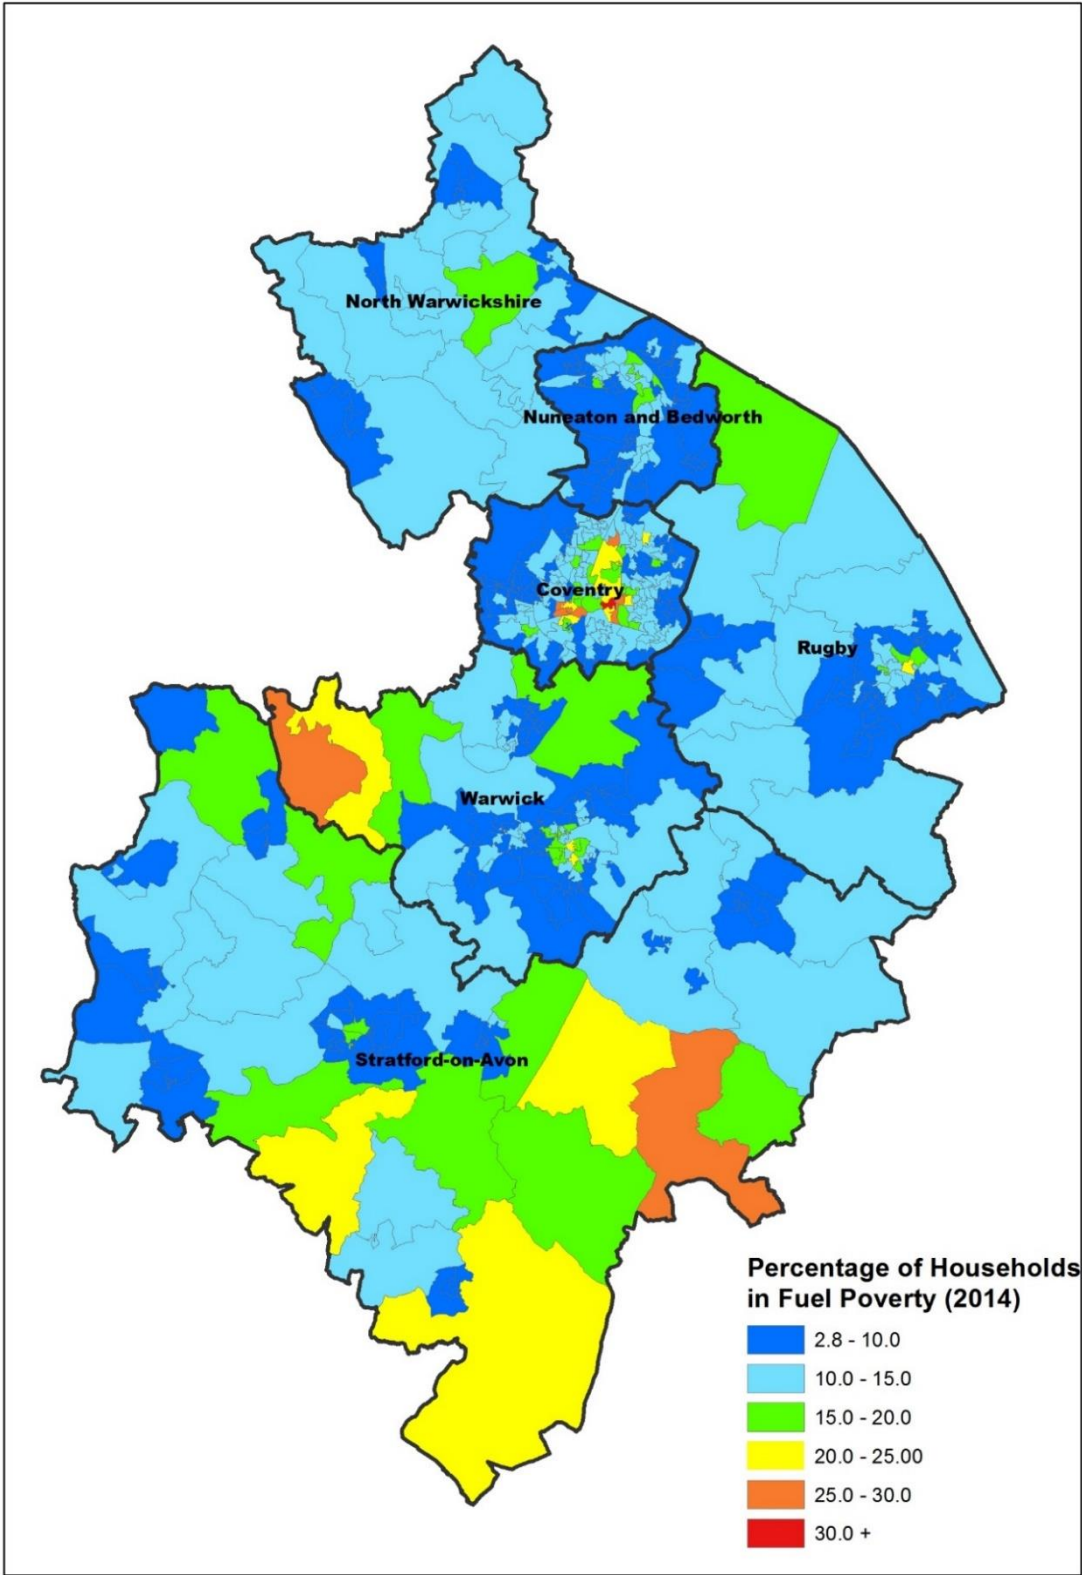 North Warwickshire
Nuneaton and Bedworth
Coventry
Rugby
Warwick
Stratford-on-Avon
Percentage of Households
in Fuel Poverty (2014)
2.8 - 10.0
10.0 - 15.0
15.0 - 20.0
20.0 - 25.00
25.0 - 30.0
30.0 +